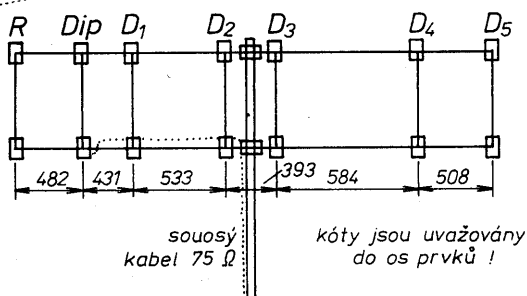 R Dip D1 D2 D3 D4 D5
482 431 533 393 584 508
souosý
kabel 75 Ω
kóty jsou uvažovány
do os prvků !